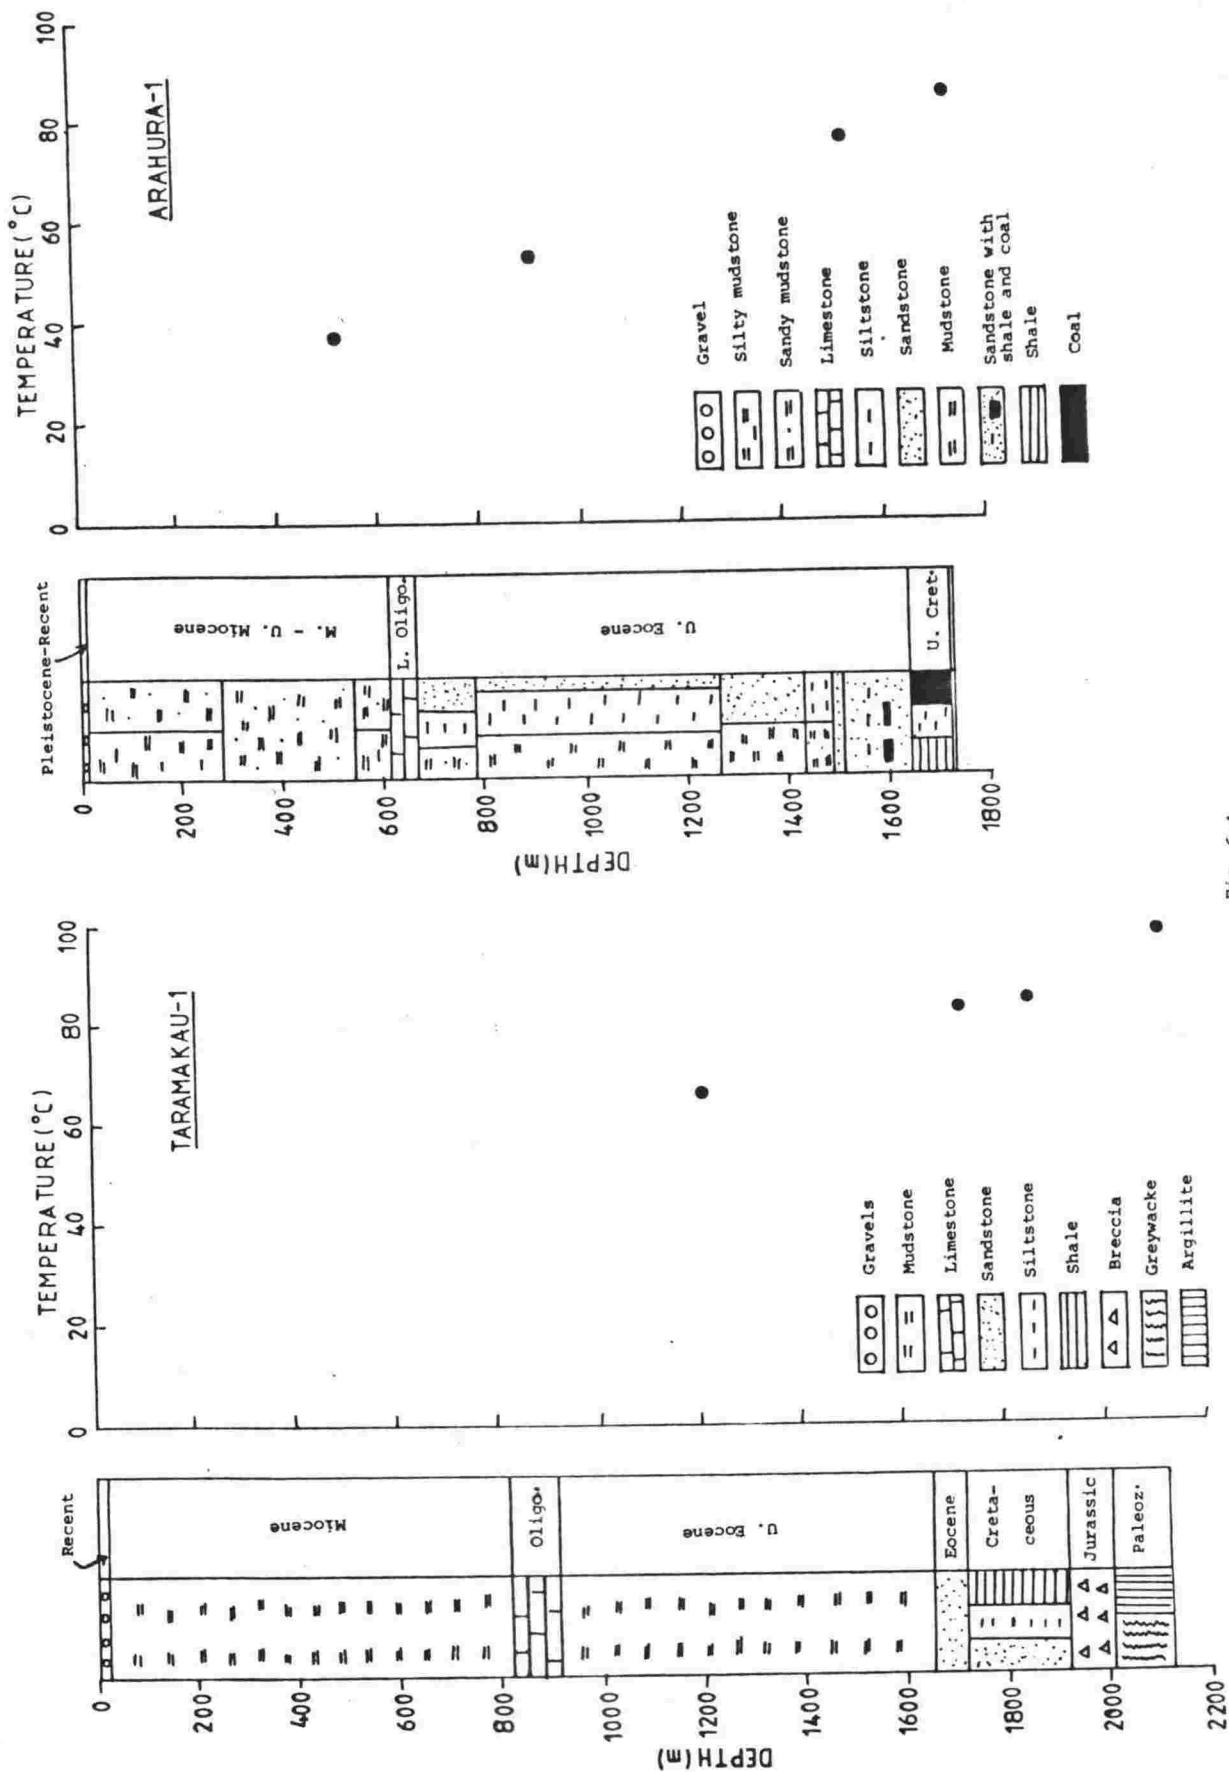 TEMPERATURE (°C)
0 20 40 60 80 100
ARAHURA-1
Pleistocene-Recent
M. - U. Miocene
L. Oligo.
U. Eocene
U. Cret.
0
200
400
600
800
1000
1200
1400
1600
1800
DEPTH (m)
Gravel
Silty mudstone
Sandy mudstone
Limestone
Siltstone
Sandstone
Mudstone
Sandstone with
shale and coal
Shale
Coal
TEMPERATURE (°C)
0 20 40 60 80 100
TARAMAKAU-1
Recent
Miocene
Oligo.
U. Eocene
Eocene
Creta-
ceous
Jurassic
Paleoz.
0
200
400
600
800
1000
1200
1400
1600
1800
2000
2200
DEPTH (m)
Gravels
Mudstone
Limestone
Sandstone
Siltstone
Shale
Breccia
Greywacke
Argillite